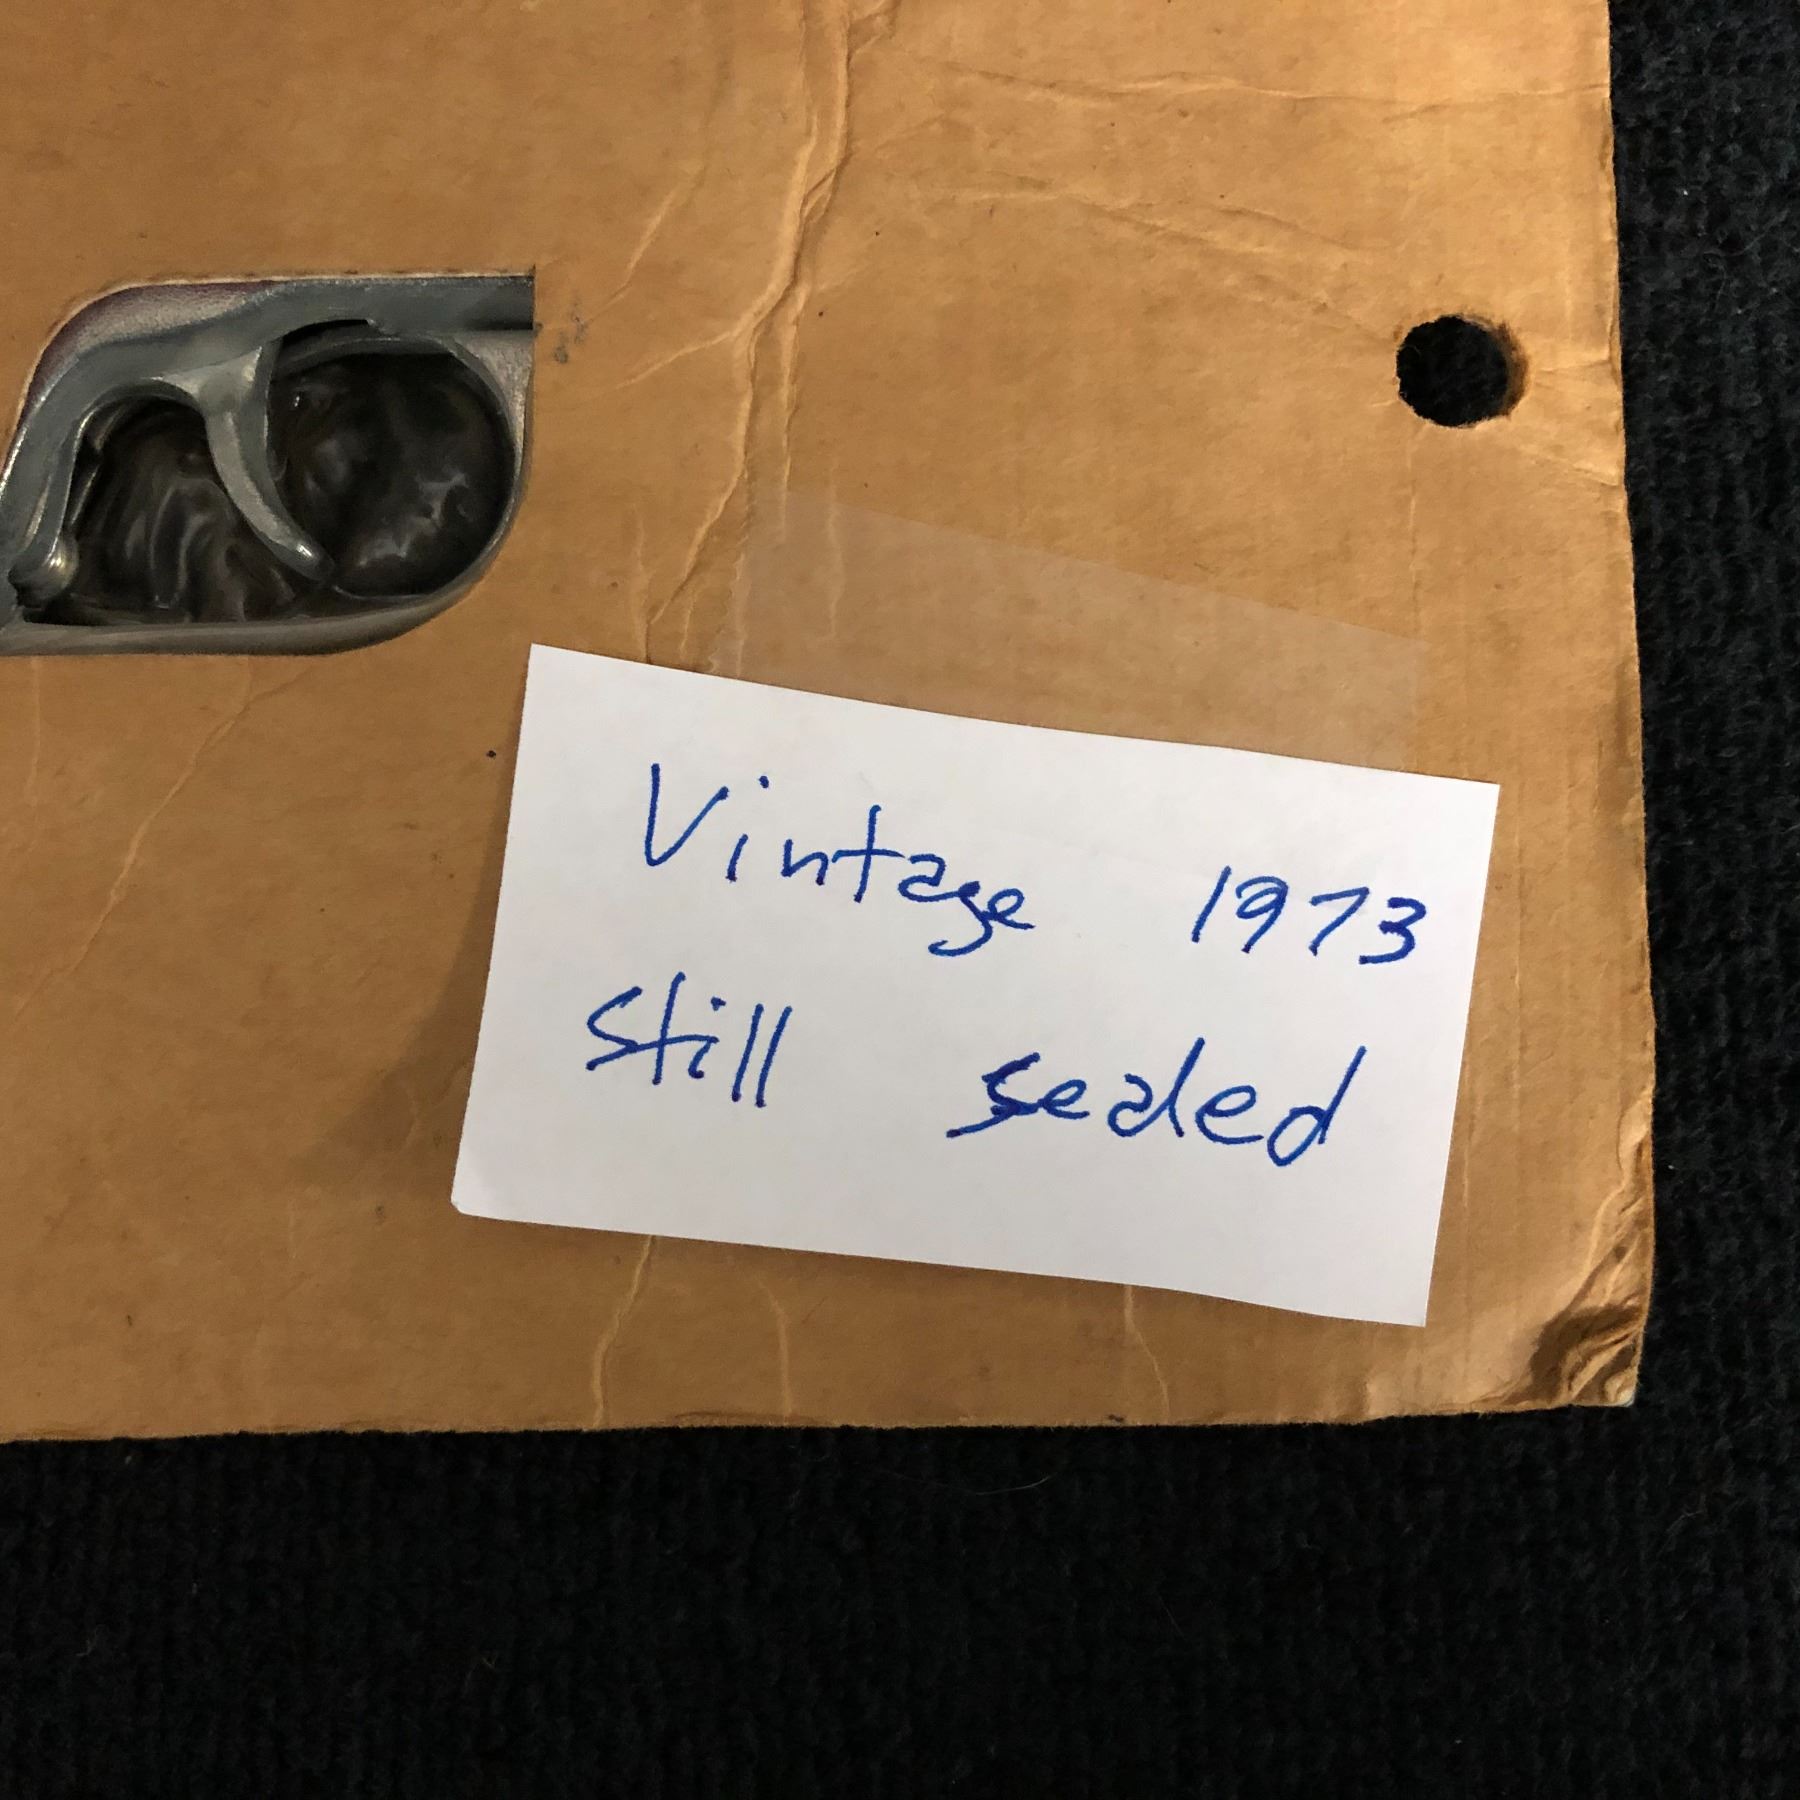 Vintage 1973
Still sealed